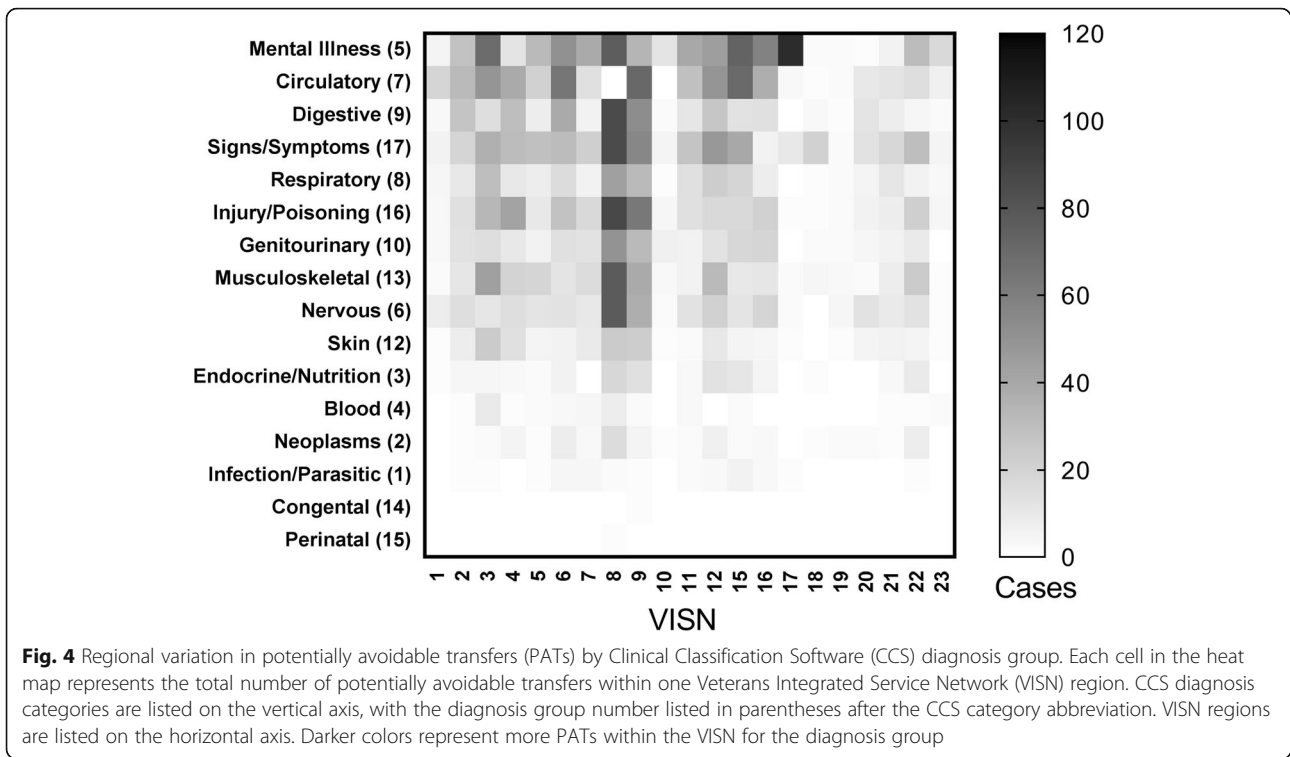 Mental Illness (5)
Circulatory (7)
Digestive (9)
Signs/Symptoms (17)
Respiratory (8)
Injury/Poisoning (16)
Genitourinary (10)
Musculoskeletal (13)
Nervous (6)
Skin (12)
Endocrine/Nutrition (3)
Blood (4)
Neoplasms (2)
Infection/Parasitic (1)
Congental (14)
Perinatal (15)
1 2 3 4 5 6 7 8 9 10 11 12 15 16 17 18 19 20 21 22 23
VISN
120
100
80
60
40
20
0
Cases
Fig. 4 Regional variation in potentially avoidable transfers (PATs) by Clinical Classification Software (CCS) diagnosis group. Each cell in the heat
map represents the total number of potentially avoidable transfers within one Veterans Integrated Service Network (VISN) region. CCS diagnosis
categories are listed on the vertical axis, with the diagnosis group number listed in parentheses after the CCS category abbreviation. VISN regions
are listed on the horizontal axis. Darker colors represent more PATs within the VISN for the diagnosis group